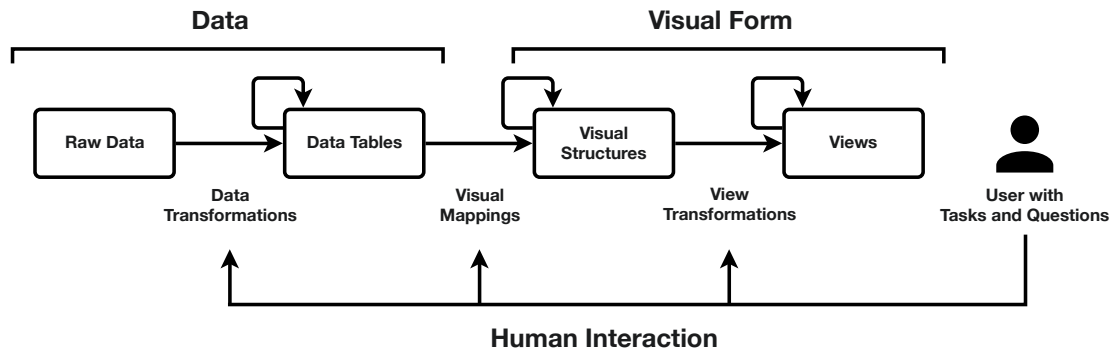 Data
Visual Form
Raw Data
Data Tables
Visual
Structures
Views
Data
Transformations
Visual
Mappings
View
Transformations
User with
Tasks and Questions
Human Interaction